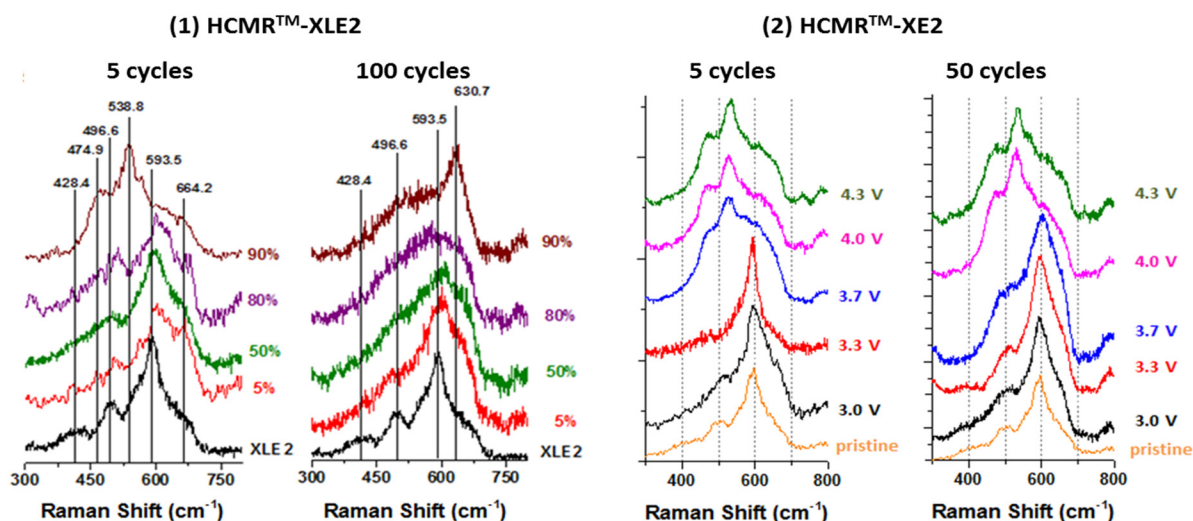 (1) HCMR™-XLE2
(2) HCMR™-XE2
5 cycles
100 cycles
5 cycles
50 cycles
538.8
496.6
474.9
428.4
593.5
664.2
90%
80%
50%
5%
XLE 2
300 450 600 750
Raman Shift (cm-1)
630.7
593.5
496.6
428.4
90%
80%
50%
5%
XLE2
300 450 600 750
Raman Shift (cm-1)
4.3 V
4.0 V
3.7 V
3.3 V
3.0 V
pristine
400 600 800
Raman Shift (cm-1)
4.3 V
4.0 V
3.7 V
3.3 V
3.0 V
pristine
400 600 800
Raman Shift (cm-1)